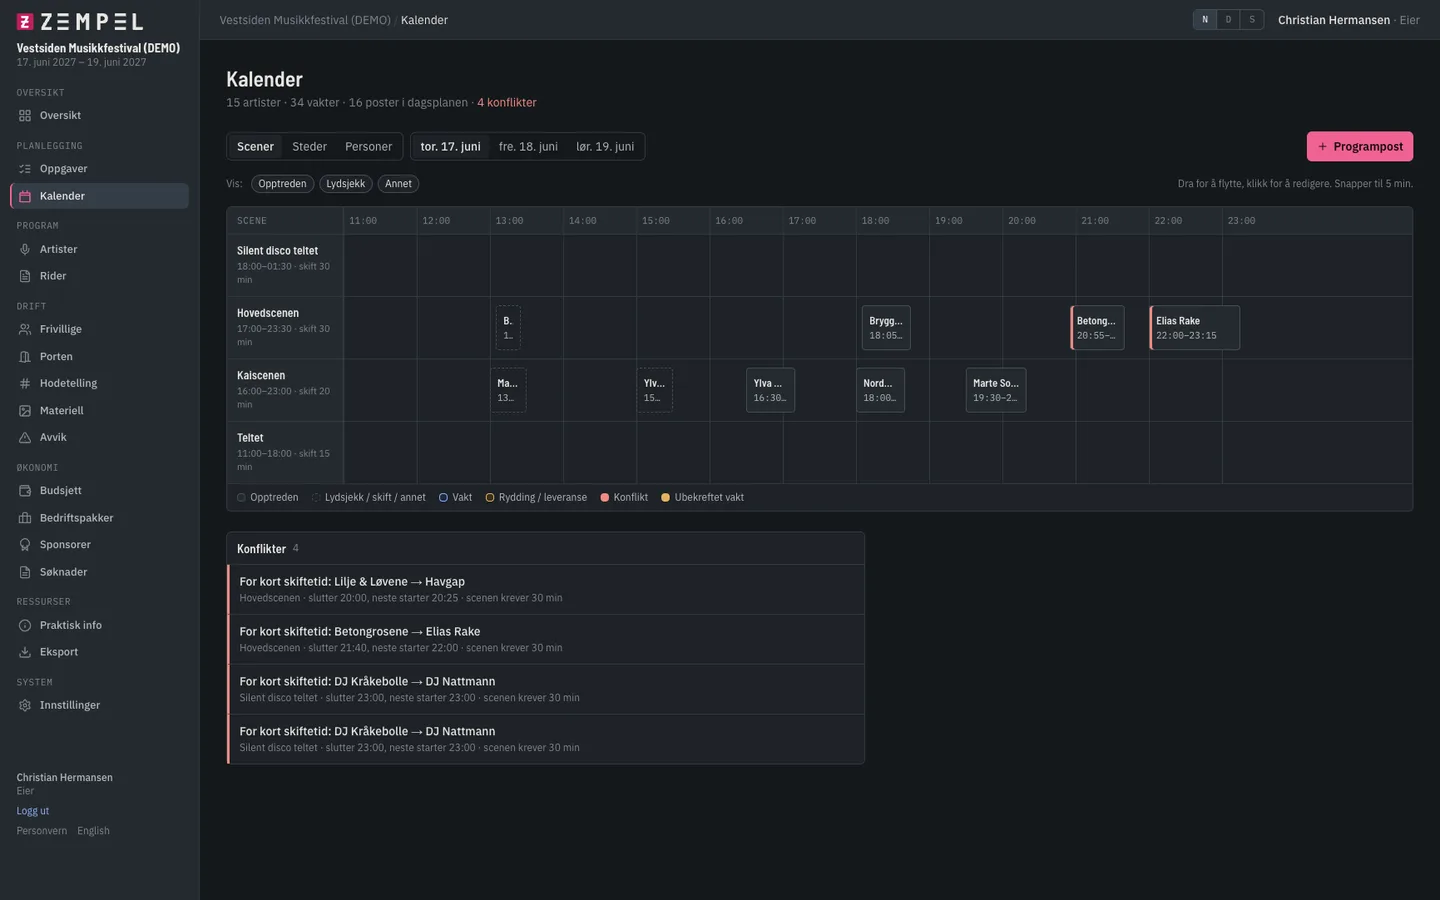 ZEMPEL
Vestsiden Musikkfestival (DEMO)
17. juni 2027 – 19. juni 2027
OVERSIKT
Oversikt
PLANLEGGING
Oppgaver
Kalender
PROGRAM
Artister
Rider
DRIFT
Frivillige
Porten
Hodetelling
Materiell
Avvik
ØKONOMI
Budsjett
Bedriftspakker
Sponsorer
Søknader
RESSURSER
Praktisk info
Eksport
SYSTEM
Innstillinger
Christian Hermansen
Eier
Logg ut
Personvern English
Vestsiden Musikkfestival (DEMO) / Kalender
N D S Christian Hermansen · Eier
Kalender
15 artister · 34 vakter · 16 poster i dagsplanen · 4 konflikter
Scener Steder Personer tor. 17. juni fre. 18. juni lør. 19. juni
+ Programpost
Vis: Opptreden Lydsjekk Annet
Dra for å flytte, klikk for å redigere. Snapper til 5 min.
SCENE 11:00 12:00 13:00 14:00 15:00 16:00 17:00 18:00 19:00 20:00 21:00 22:00 23:00
Silent disco teltet
18:00–01:30 · skift 30
min
Hovedscenen
17:00–23:30 · skift 30
min
B.
1…
Brygg…
18:05…
Betong…
20:55–…
Elias Rake
22:00–23:15
Kaiscenen
16:00–23:00 · skift 20
min
Ma…
13…
Ylv…
15…
Ylva …
16:30…
Nord…
18:00…
Marte So…
19:30–2…
Teltet
11:00–18:00 · skift 15
min
Opptreden Lydsjekk / skift / annet Vakt Rydding / leveranse Konflikt Ubekreftet vakt
Konflikter 4
For kort skiftetid: Lilje & Løvene → Havgap
Hovedscenen · slutter 20:00, neste starter 20:25 · scenen krever 30 min
For kort skiftetid: Betongrosene → Elias Rake
Hovedscenen · slutter 21:40, neste starter 22:00 · scenen krever 30 min
For kort skiftetid: DJ Kråkebolle → DJ Nattmann
Silent disco teltet · slutter 23:00, neste starter 23:00 · scenen krever 30 min
For kort skiftetid: DJ Kråkebolle → DJ Nattmann
Silent disco teltet · slutter 23:00, neste starter 23:00 · scenen krever 30 min